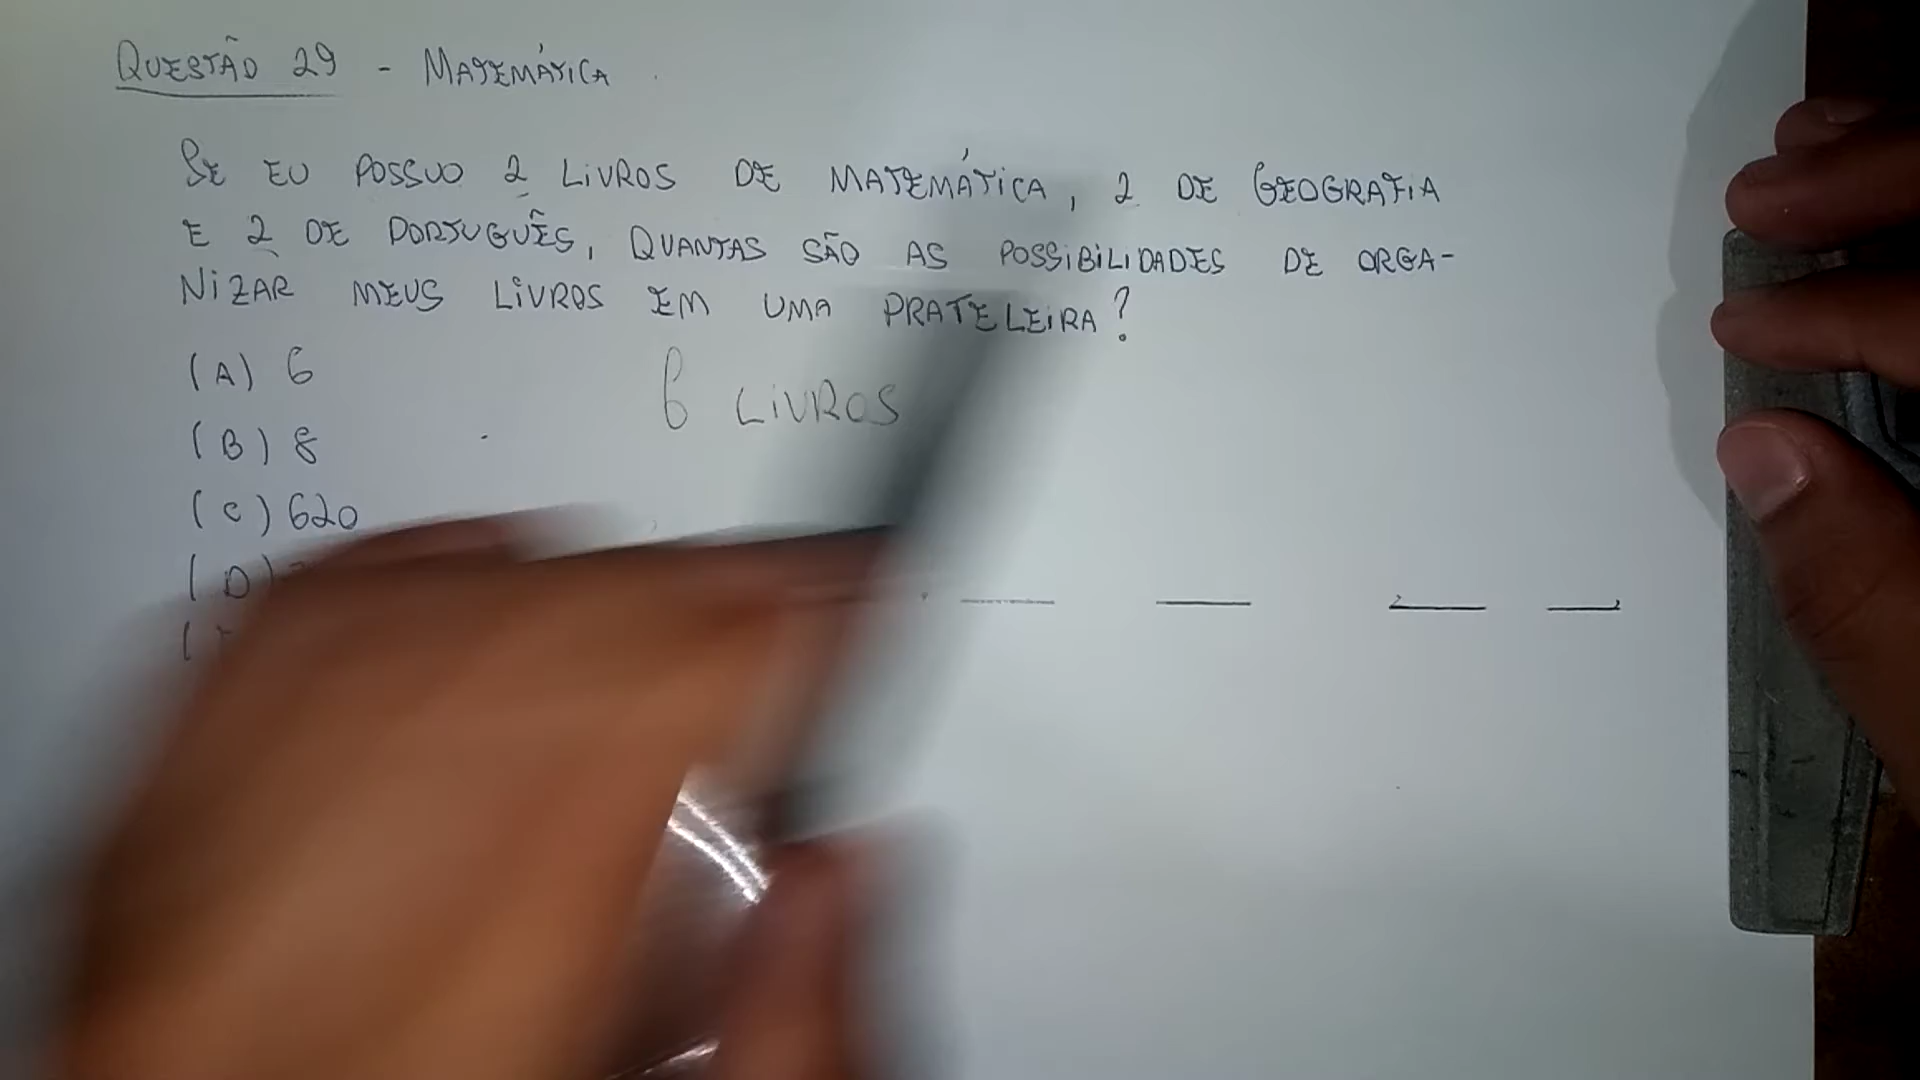 QUESTÃO 29 - MATEMÁTICA
SE EU POSSUO 2 LIVROS DE MATEMÁTICA, 2 DE GEOGRAFIA
E 2 DE PORTUGUÊS, QUANTAS SÃO AS POSSIBILIDADES DE ORGA-
NIZAR MEUS LIVROS EM UMA PRATELEIRA?
(A) 6
6 LIVROS
(B) 8
(C) 620
(D)